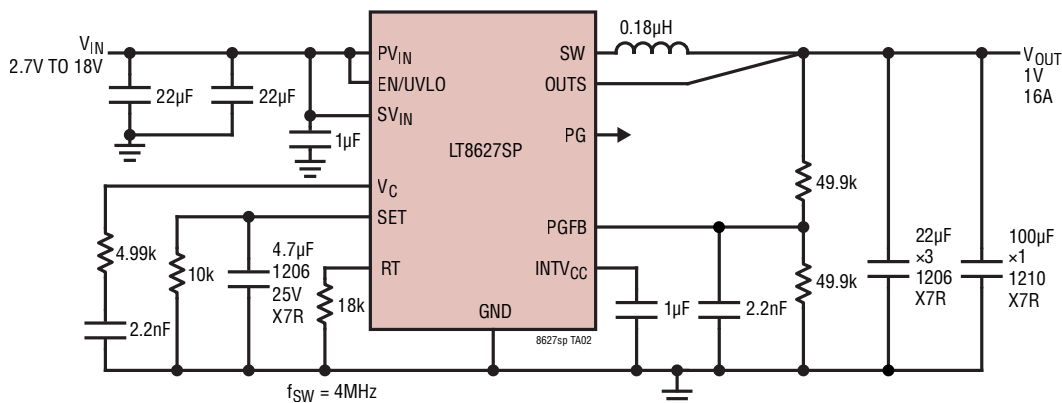 VIN
2.7V TO 18V
22µF
22µF
1µF
PVIN
EN/UVLO
SVIN
VC
SET
RT
LT8627SP
GND
SW
OUTS
PG
PGFB
INTVCC
0.18µH
VOUT
1V
16A
4.99k
2.2nF
10k
4.7µF
1206
25V
X7R
18k
1µF
2.2nF
49.9k
49.9k
22µF
×3
1206
X7R
100µF
×1
1210
X7R
8627sp TA02
fSW = 4MHz